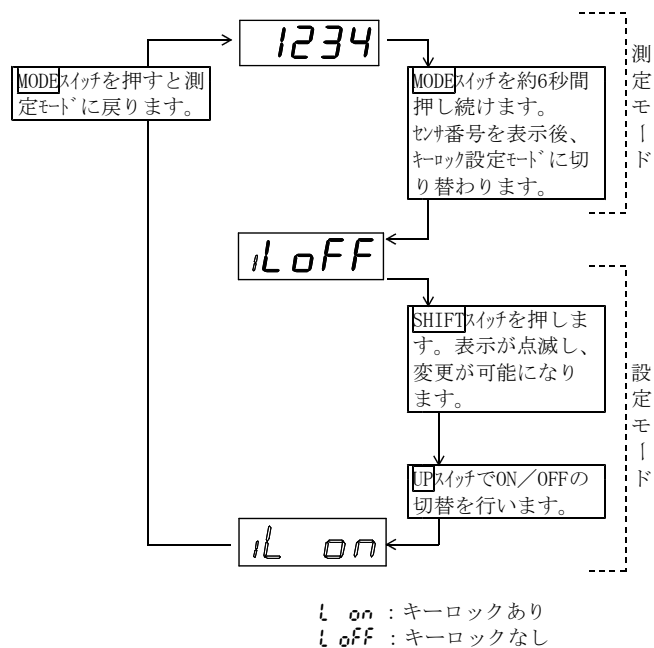 1234
MODEスイッチを押すと測
定モードに戻ります。
MODEスイッチを約6秒間
押し続けます。
センサ番号を表示後、
キーロック設定モードに切
り替わります。
測定モード
1LoFF
SHIFTスイッチを押しま
す。表示が点滅し、
変更が可能になり
ます。
UPスイッチでON／OFFの
切替を行います。
1L on
設定モード
L on：キーロックあり
L oFF：キーロックなし